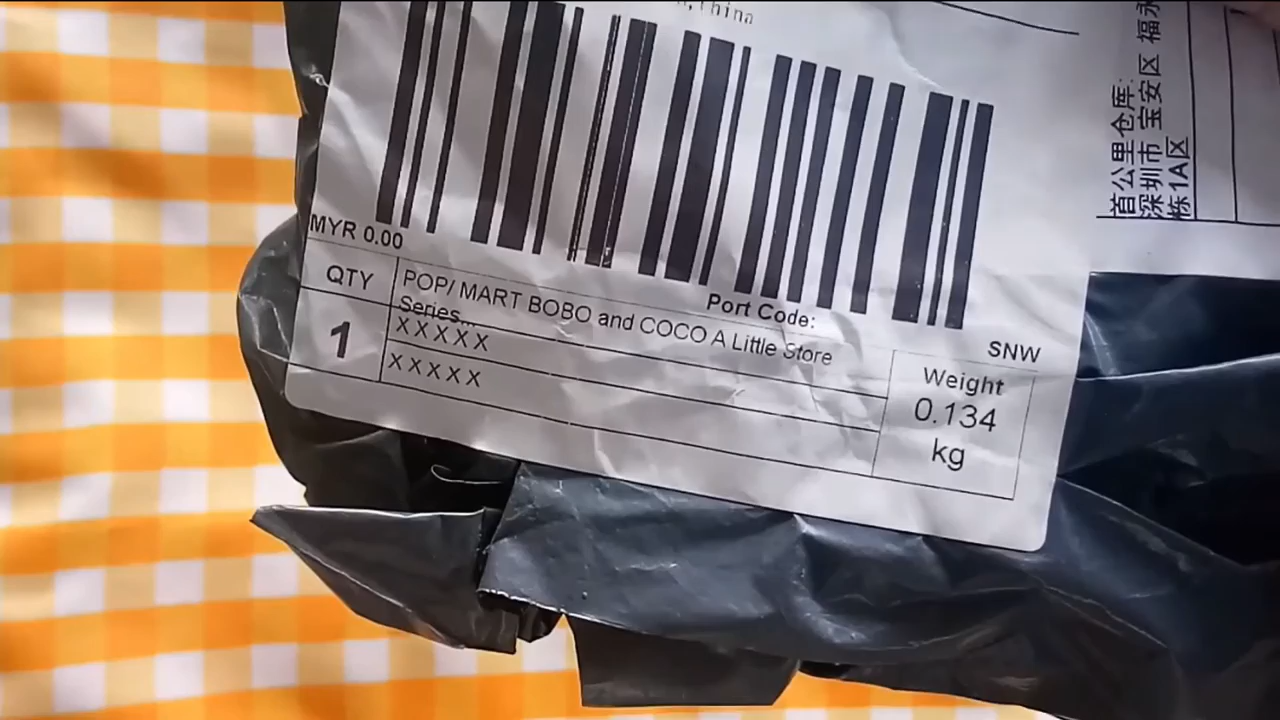 China
MYR 0.00
Port Code:
SNW
QTY
1
POP/ MART BOBO and COCO A Little Store
Series...
XXXXX
XXXXX
Weight
0.134
kg
首公里仓库:
深圳市 宝安区 福永
栋1A区